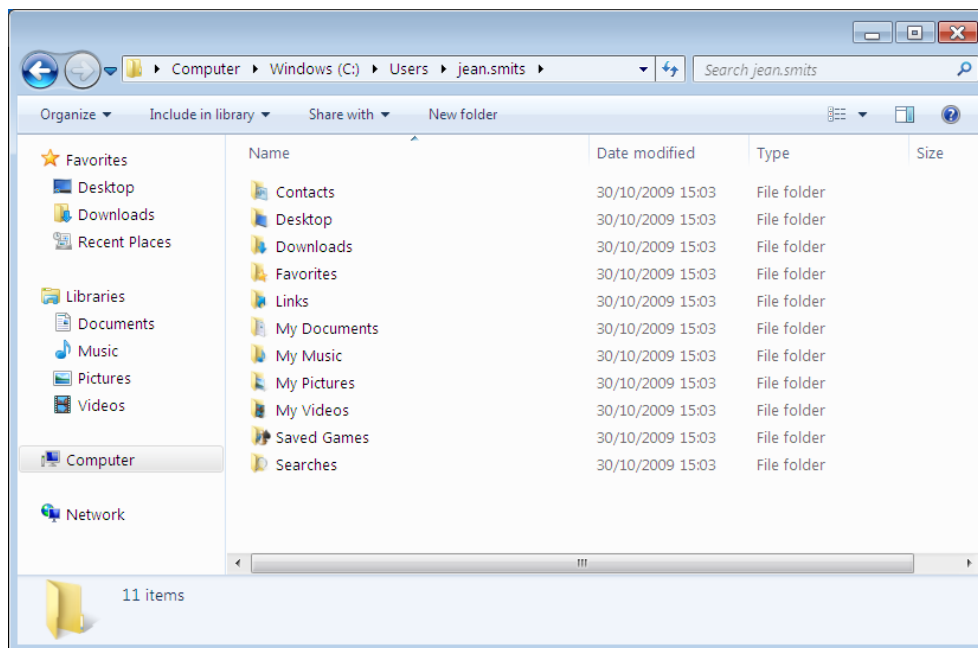 Computer Windows (C:) Users jean.smits Search jean.smits
Organize Include in library Share with New folder
Favorites
Desktop
Downloads
Recent Places
Libraries
Documents
Music
Pictures
Videos
Computer
Network
Name Date modified Type Size
Contacts 30/10/2009 15:03 File folder
Desktop 30/10/2009 15:03 File folder
Downloads 30/10/2009 15:03 File folder
Favorites 30/10/2009 15:03 File folder
Links 30/10/2009 15:03 File folder
My Documents 30/10/2009 15:03 File folder
My Music 30/10/2009 15:03 File folder
My Pictures 30/10/2009 15:03 File folder
My Videos 30/10/2009 15:03 File folder
Saved Games 30/10/2009 15:03 File folder
Searches 30/10/2009 15:03 File folder
11 items